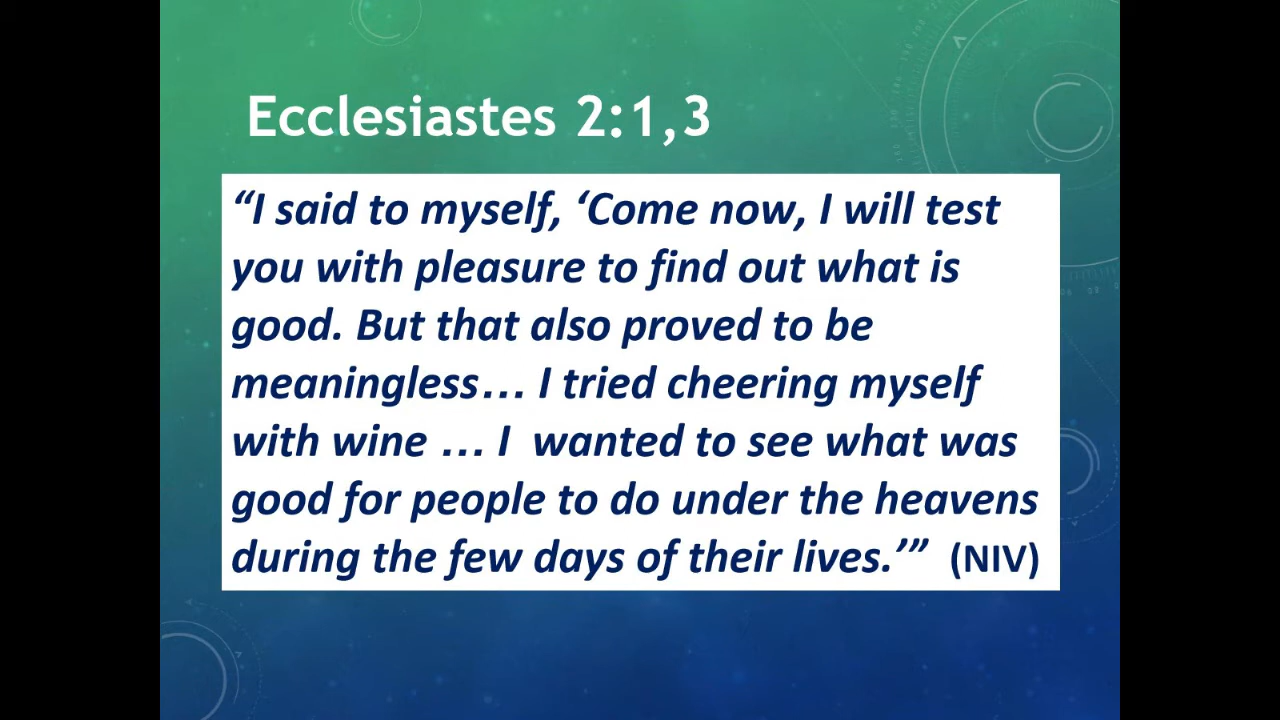 Ecclesiastes 2:1,3
“I said to myself, ‘Come now, I will test
you with pleasure to find out what is
good. But that also proved to be
meaningless… I tried cheering myself
with wine … I  wanted to see what was
good for people to do under the heavens
during the few days of their lives.’” (NIV)